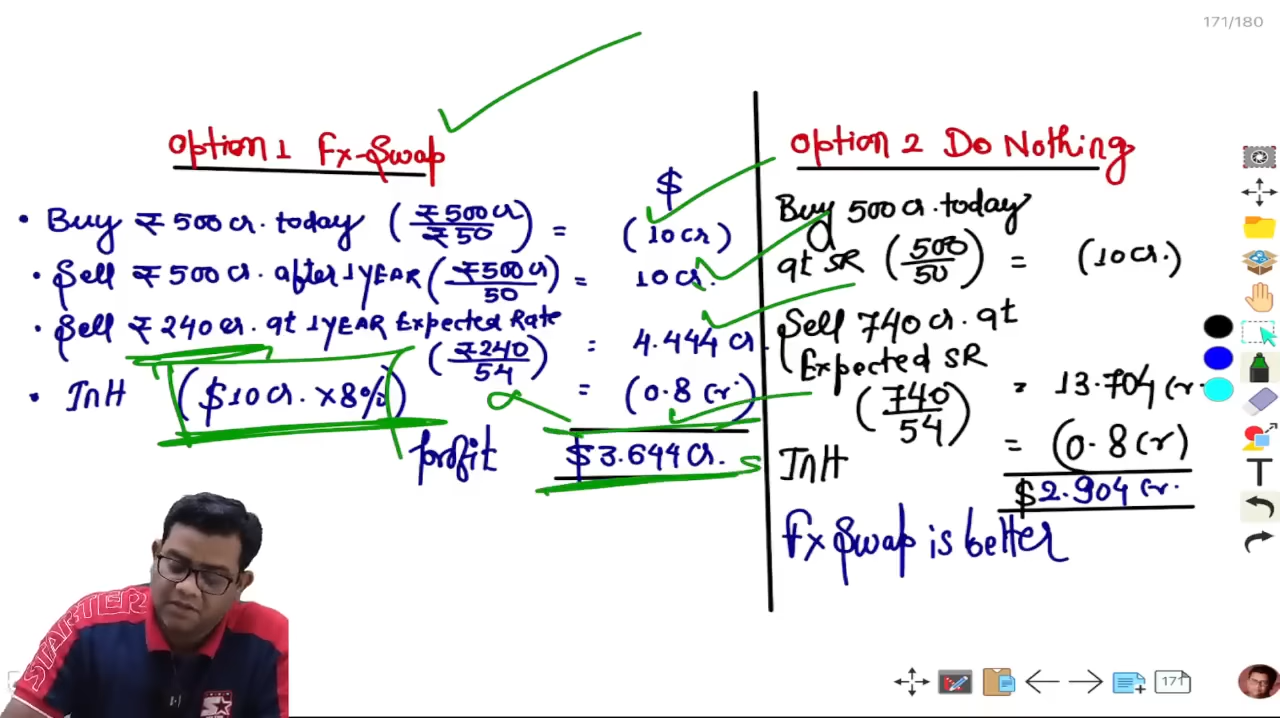 171/180
Option 1 Fx-Swap
$
• Buy ₹500 cr. today (₹500 cr / ₹50) = (10 cr)
• Sell ₹500 cr. after 1 YEAR (₹500 cr / 50) = 10 cr.
• Sell ₹240 cr. at 1 YEAR Expected Rate
(₹240 / 54) = 4.444 cr.
• Int ($10 cr. × 8%) = (0.8 cr.)
profit $3.644 cr.
Option 2 Do Nothing
Buy 500 cr. today
at SR (500 / 50) = (10 cr.)
Sell 740 cr. at
Expected SR
(740 / 54) = 13.704 cr.
Int = (0.8 cr)
$2.904 cr.
Fx Swap is better
STARTER
T
171